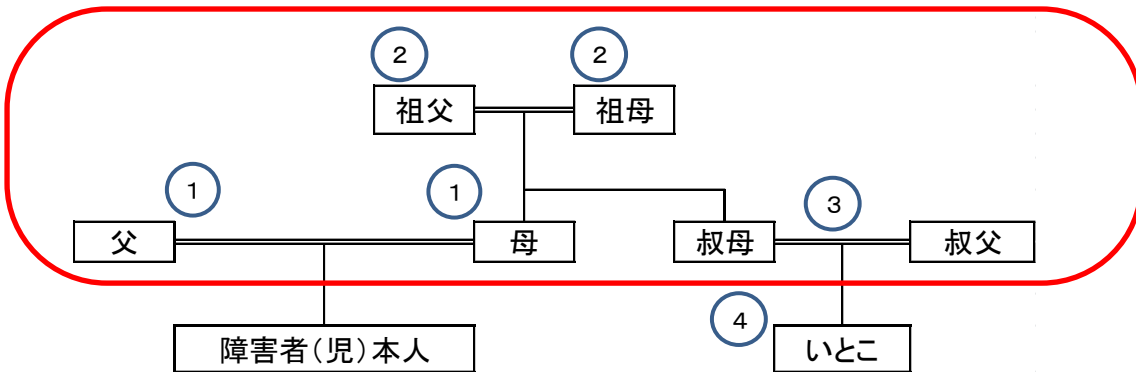 2 2
祖父 祖母
1 1 3
父 母 叔母 叔父
4
障害者(児)本人 いとこ